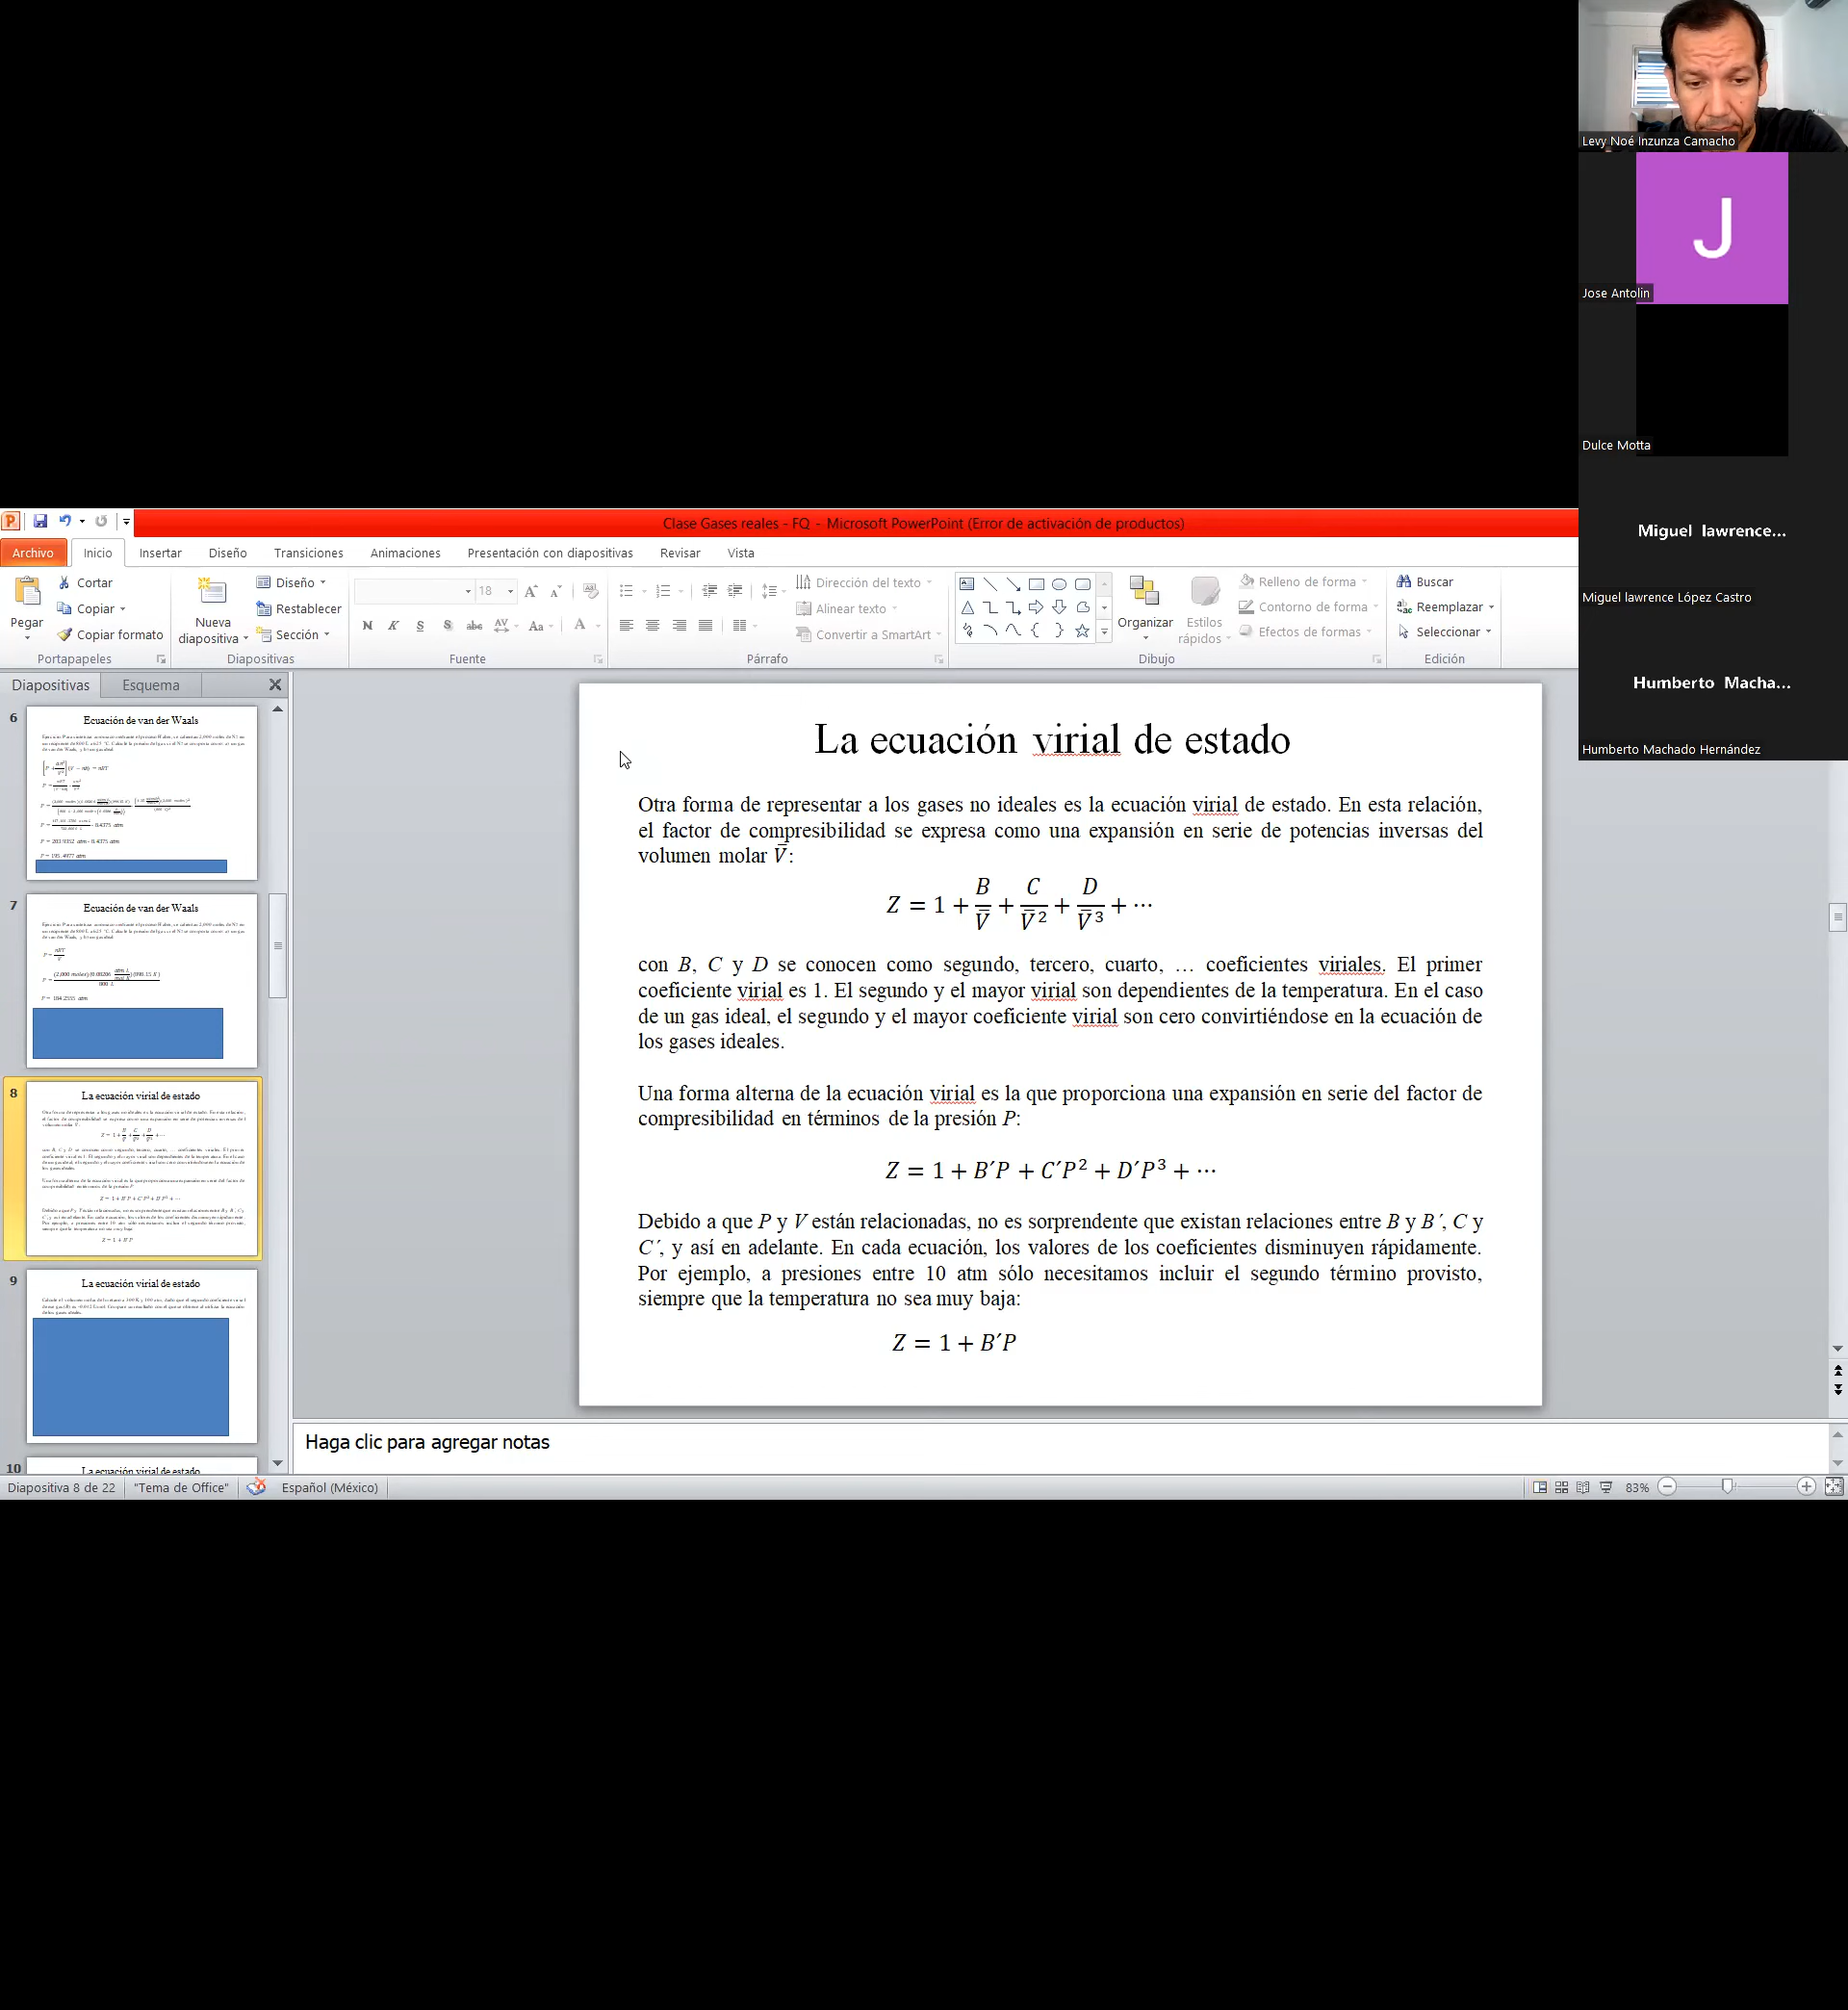 Levy Noé Inzunza Camacho
J
Jose Antolin
Dulce Motta
Miguel lawrence...
Miguel lawrence López Castro
Humberto Macha...
Humberto Machado Hernández
Clase Gases reales - FQ - Microsoft PowerPoint (Error de activación de productos)
Archivo Inicio Insertar Diseño Transiciones Animaciones Presentación con diapositivas Revisar Vista
Pegar
Cortar
Copiar
Copiar formato
Portapapeles
Nueva diapositiva
Diseño
Restablecer
Sección
Diapositivas
18
N K S S abc AV Aa A
Fuente
Dirección del texto
Alinear texto
Convertir a SmartArt
Párrafo
Organizar
Estilos rápidos
Relleno de forma
Contorno de forma
Efectos de formas
Dibujo
Buscar
Reemplazar
Seleccionar
Edición
Diapositivas Esquema
6
Ecuación de van der Waals
P = 195.4977 atm
7
Ecuación de van der Waals
8
La ecuación virial de estado
9
La ecuación virial de estado
10
La ecuación virial de estado
La ecuación virial de estado
Otra forma de representar a los gases no ideales es la ecuación virial de estado. En esta relación,
el factor de compresibilidad se expresa como una expansión en serie de potencias inversas del
volumen molar V̅:
Z = 1 + B/V̅ + C/V̅² + D/V̅³ + ⋯
con B, C y D se conocen como segundo, tercero, cuarto, … coeficientes viriales. El primer
coeficiente virial es 1. El segundo y el mayor virial son dependientes de la temperatura. En el caso
de un gas ideal, el segundo y el mayor coeficiente virial son cero convirtiéndose en la ecuación de
los gases ideales.
Una forma alterna de la ecuación virial es la que proporciona una expansión en serie del factor de
compresibilidad en términos de la presión P:
Z = 1 + B´P + C´P² + D´P³ + ⋯
Debido a que P y V están relacionadas, no es sorprendente que existan relaciones entre B y B´, C y
C´, y así en adelante. En cada ecuación, los valores de los coeficientes disminuyen rápidamente.
Por ejemplo, a presiones entre 10 atm sólo necesitamos incluir el segundo término provisto,
siempre que la temperatura no sea muy baja:
Z = 1 + B´P
Haga clic para agregar notas
Diapositiva 8 de 22 "Tema de Office" Español (México) 83%